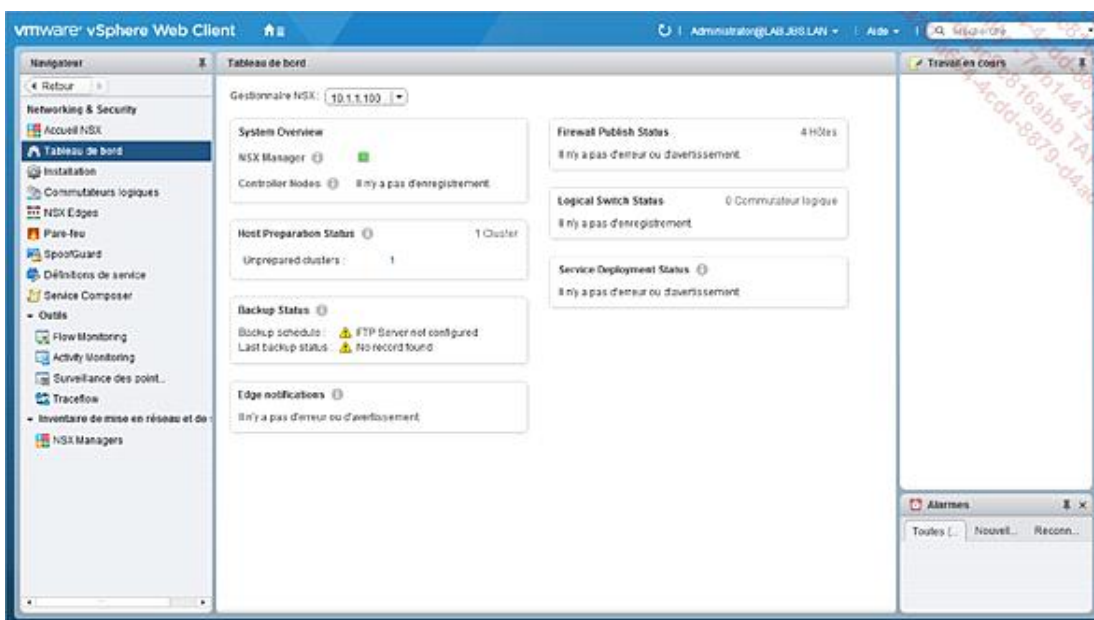 vmware® vSphere Web Client
Administrator@LAB.JBS.LAN
Aide
Navigateur
Retour
Networking & Security
Accueil NSX
Tableau de bord
Installation
Commutateurs logiques
NSX Edges
Pare-feu
SpoofGuard
Définitions de service
Service Composer
Outils
Flow Monitoring
Activity Monitoring
Surveillance des point...
Traceflow
Inventaire de mise en réseau et de
NSX Managers
Tableau de bord
Gestionnaire NSX : 10.1.1.100
System Overview
NSX Manager
Controller Nodes Il n'y a pas d'enregistrement
Host Preparation Status 1 Cluster
Unprepared clusters : 1
Backup Status
Backup schedule : FTP Server not configured
Last backup status : No record found
Edge notifications
Il n'y a pas d'erreur ou d'avertissement
Firewall Publish Status 4 Hôtes
Il n'y a pas d'erreur ou d'avertissement
Logical Switch Status 0 Commutateur logique
Il n'y a pas d'enregistrement
Service Deployment Status
Il n'y a pas d'erreur ou d'avertissement
Travail en cours
Alarmes
Toutes (... Nouvell... Reconn...